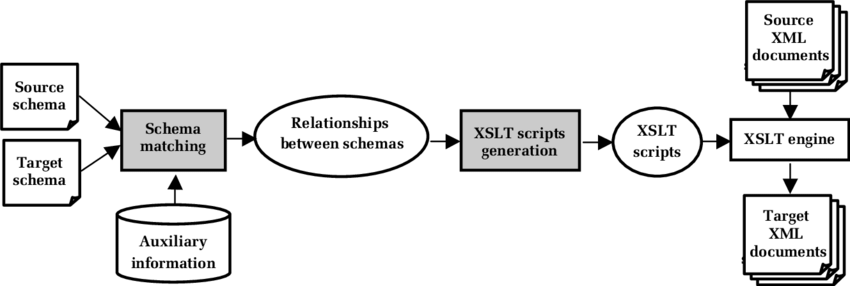 Source
schema
Target
schema
Schema
matching
Auxiliary
information
Relationships
between schemas
XSLT scripts
generation
XSLT
scripts
Source
XML
documents
XSLT engine
Target
XML
documents